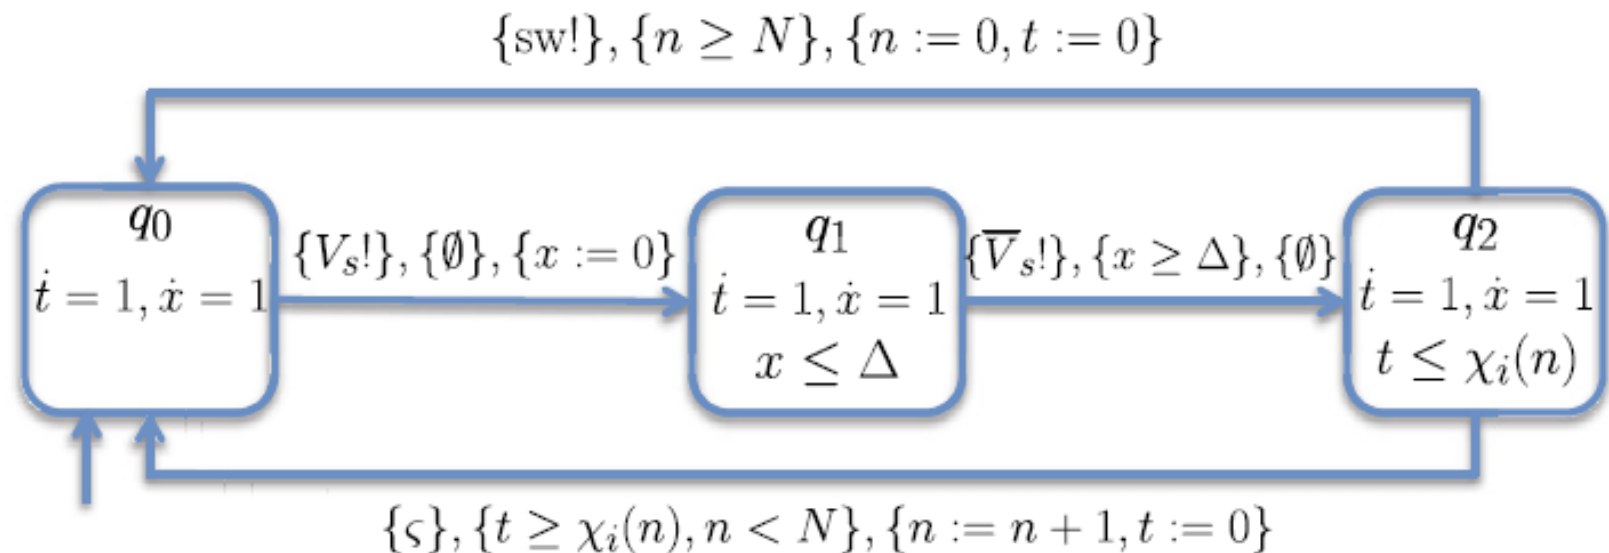 {sw!}, {n ≥ N}, {n := 0, t := 0}
q₀
ṫ = 1, ẋ = 1
{Vₛ!}, {∅}, {x := 0}
q₁
ṫ = 1, ẋ = 1
x ≤ Δ
{V̅ₛ!}, {x ≥ Δ}, {∅}
q₂
ṫ = 1, ẋ = 1
t ≤ χᵢ(n)
{ς}, {t ≥ χᵢ(n), n < N}, {n := n + 1, t := 0}